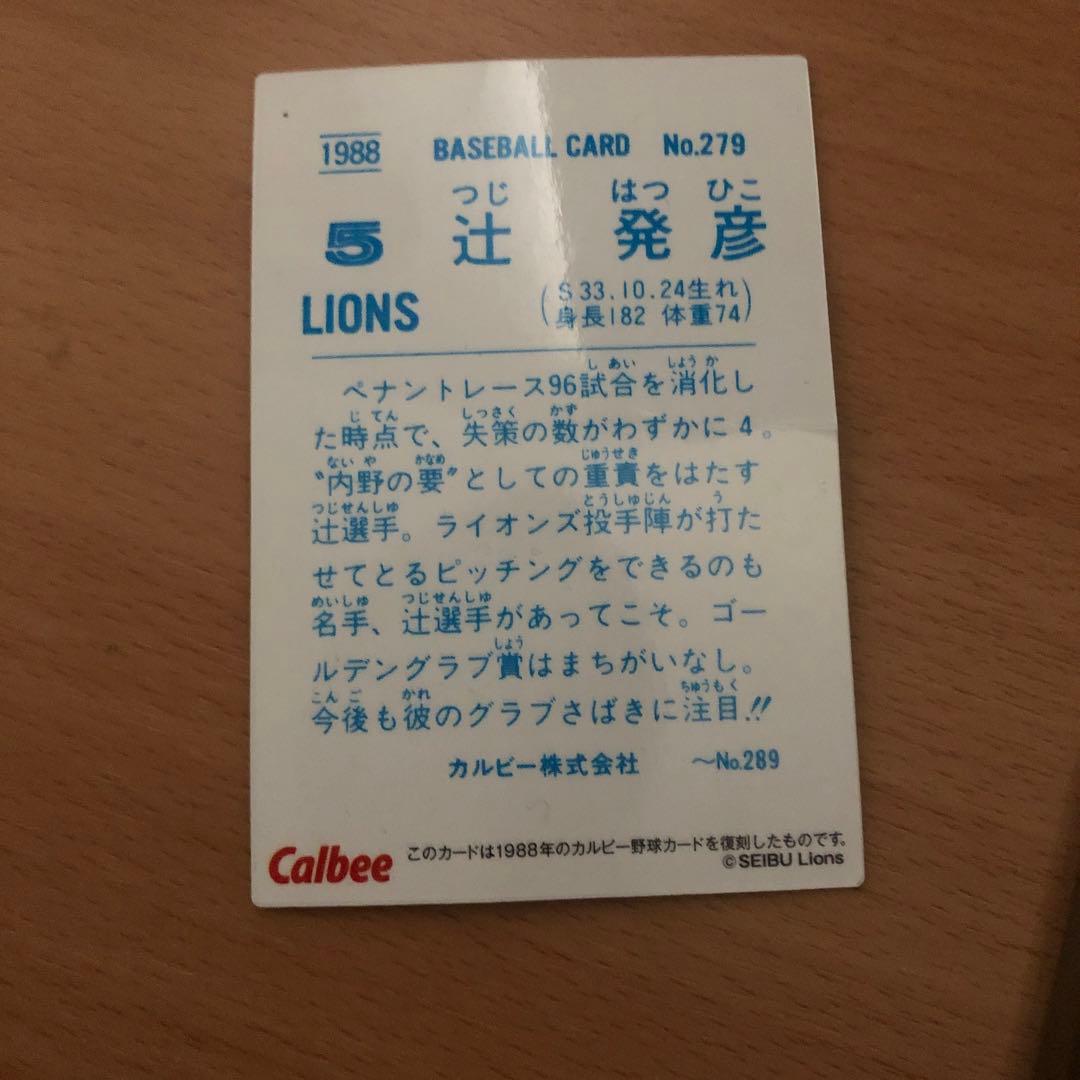 1988 BASEBALL CARD No.279
つじ はつ ひこ
5 辻 発彦
LIONS
(S33.10.24生れ
身長182 体重74)
し あい しょう か
ペナントレース96試合を消化し
じ てん しっさく かず
た時点で、失策の数がわずかに4。
ない や かなめ じゅうせき
“内野の要”としての重責をはたす
つじせんしゅ とうしゅじん う
辻選手。ライオンズ投手陣が打た
せてとるピッチングをできるのも
めいしゅ つじせんしゅ
名手、辻選手があってこそ。ゴー
しょう
ルデングラブ賞はまちがいなし。
こん ご かれ ちゅうもく
今後も彼のグラブさばきに注目!!
カルビー株式会社 〜No.289
Calbee このカードは1988年のカルビー野球カードを復刻したものです。
©SEIBU Lions